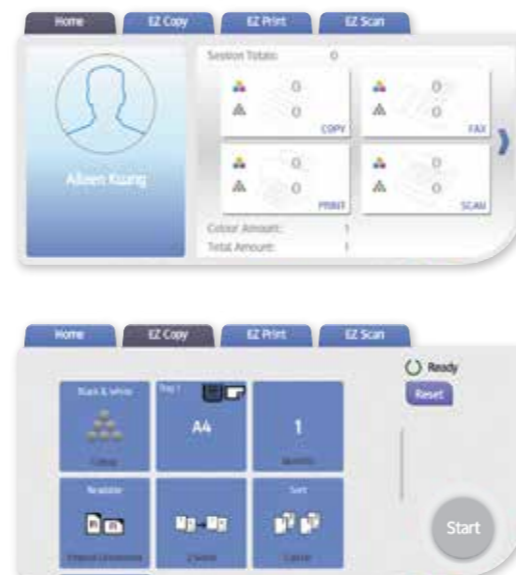 Home EZ Copy EZ Print EZ Scan
Session Totals: 0
0 0
0 0
COPY FAX
0 0
0 0
PRINT SCAN
Aileen Kuang
Colour Amount: 1
Total Amount: 1
Home EZ Copy EZ Print EZ Scan
Ready
Reset
Black & White Tray 1
A4 1
Readable Sort
2 Sided
Start